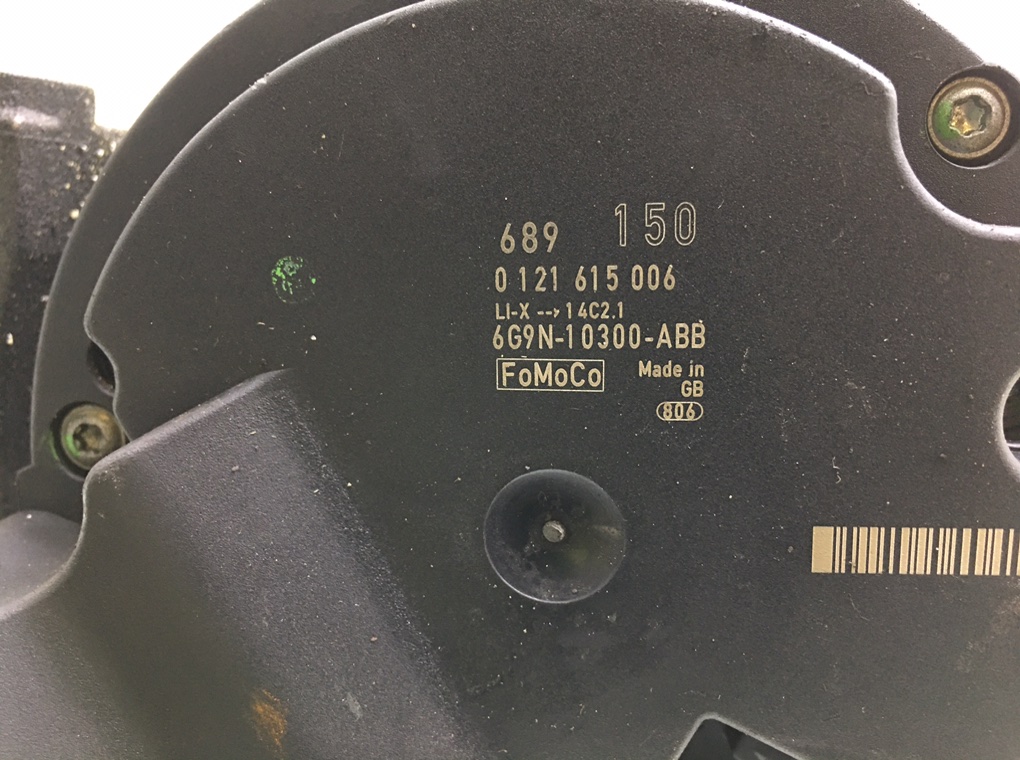 689 150
0 121 615 006
LI-X --→ 14C2.1
6G9N-10300-ABB
FoMoCo Made in
GB
806